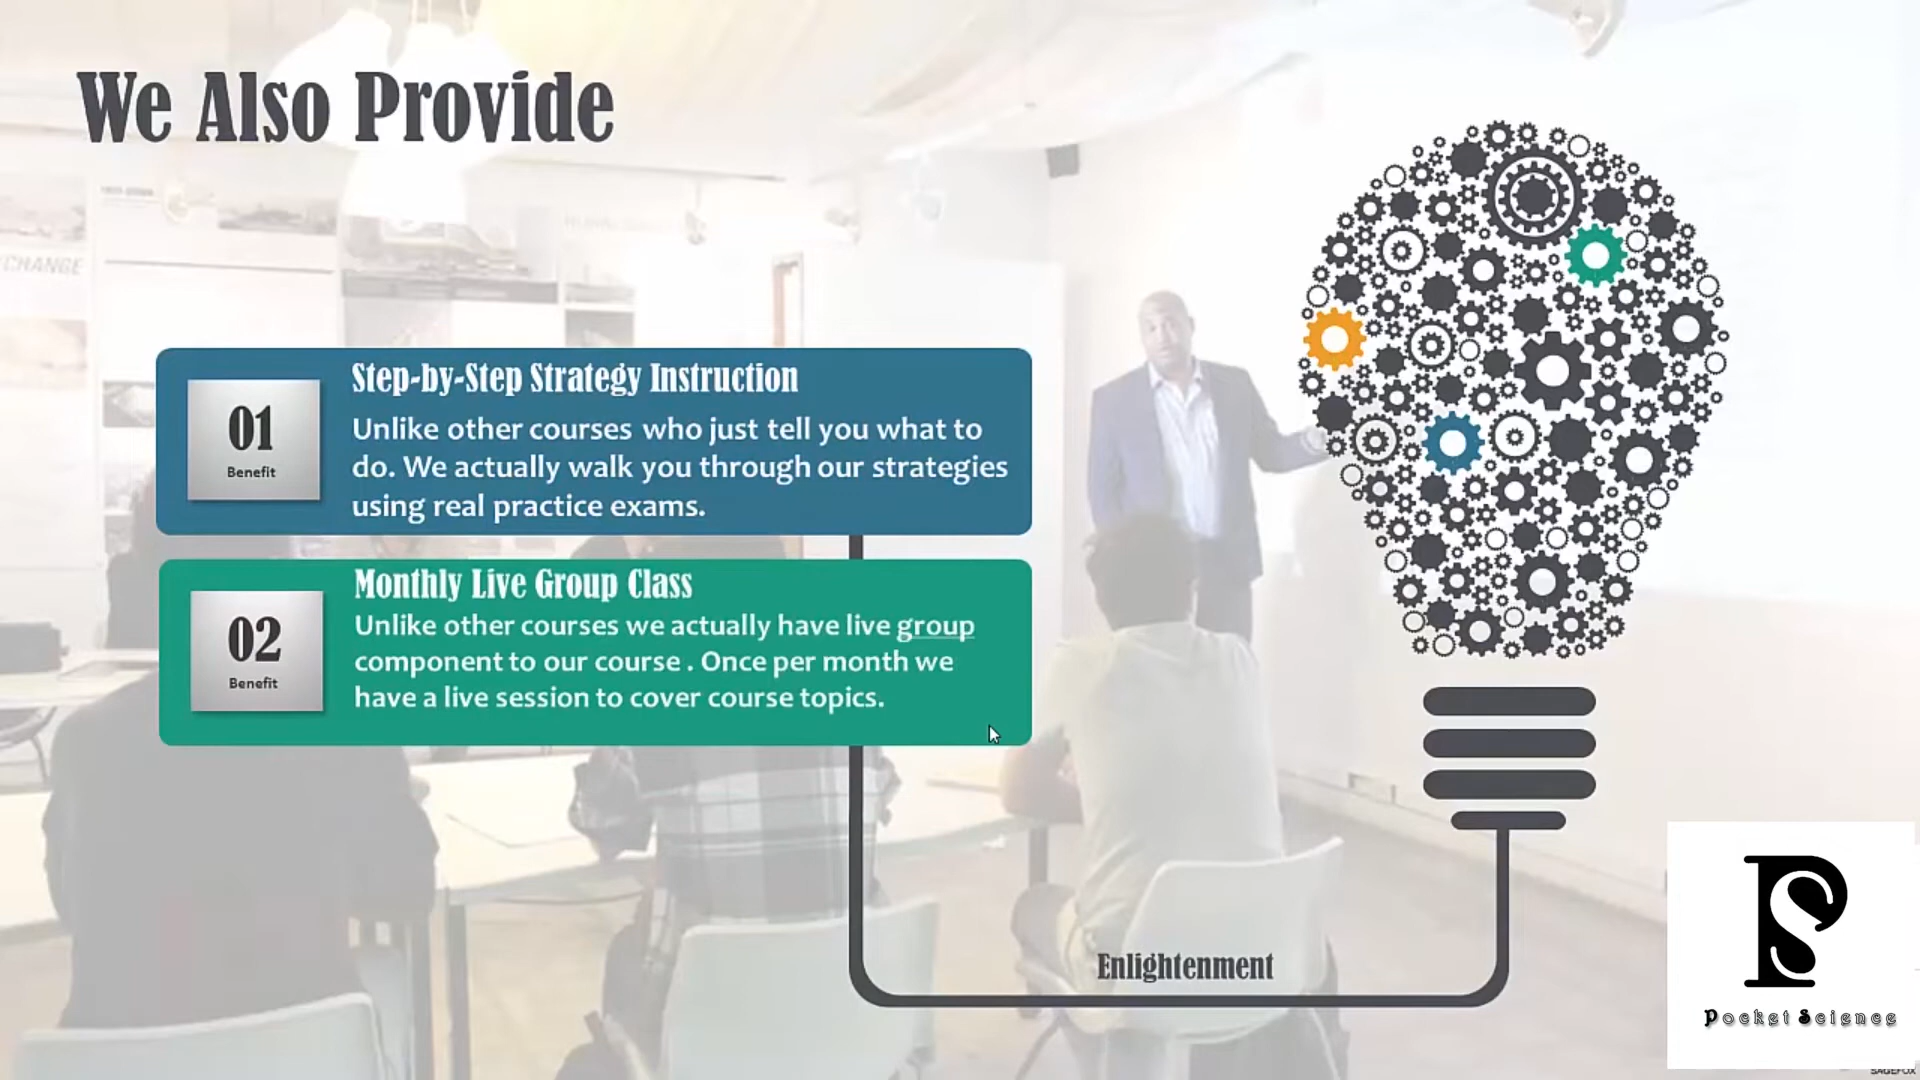 We Also Provide
CHANGE
01
Benefit
Step-by-Step Strategy Instruction
Unlike other courses who just tell you what to
do. We actually walk you through our strategies
using real practice exams.
02
Benefit
Monthly Live Group Class
Unlike other courses we actually have live group
component to our course . Once per month we
have a live session to cover course topics.
Enlightenment
PS
Pocket Science
SAGEFOX